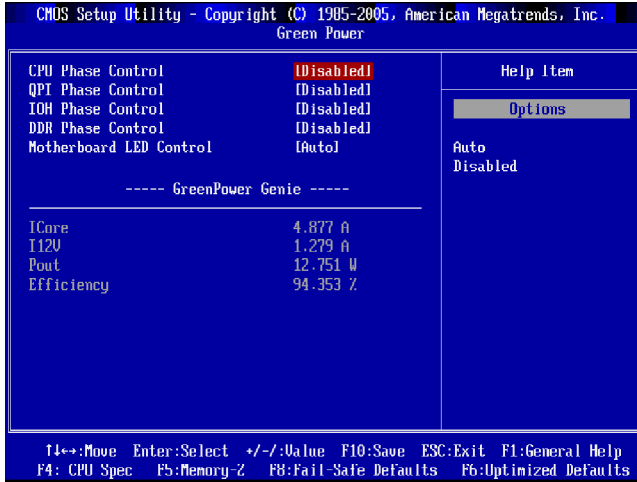 CMOS Setup Utility - Copyright (C) 1985-2005, American Megatrends, Inc.
Green Power
CPU Phase Control [Disabled]
QPI Phase Control [Disabled]
IOH Phase Control [Disabled]
DDR Phase Control [Disabled]
Motherboard LED Control [Auto]
----- GreenPower Genie -----
ICore 4.877 A
I12V 1.279 A
Pout 12.751 W
Efficiency 94.353 %
Help Item
Options
Auto
Disabled
↑↓←→:Move Enter:Select +/-/:Value F10:Save ESC:Exit F1:General Help
F4: CPU Spec F5:Memory-Z F8:Fail-Safe Defaults F6:Optimized Defaults